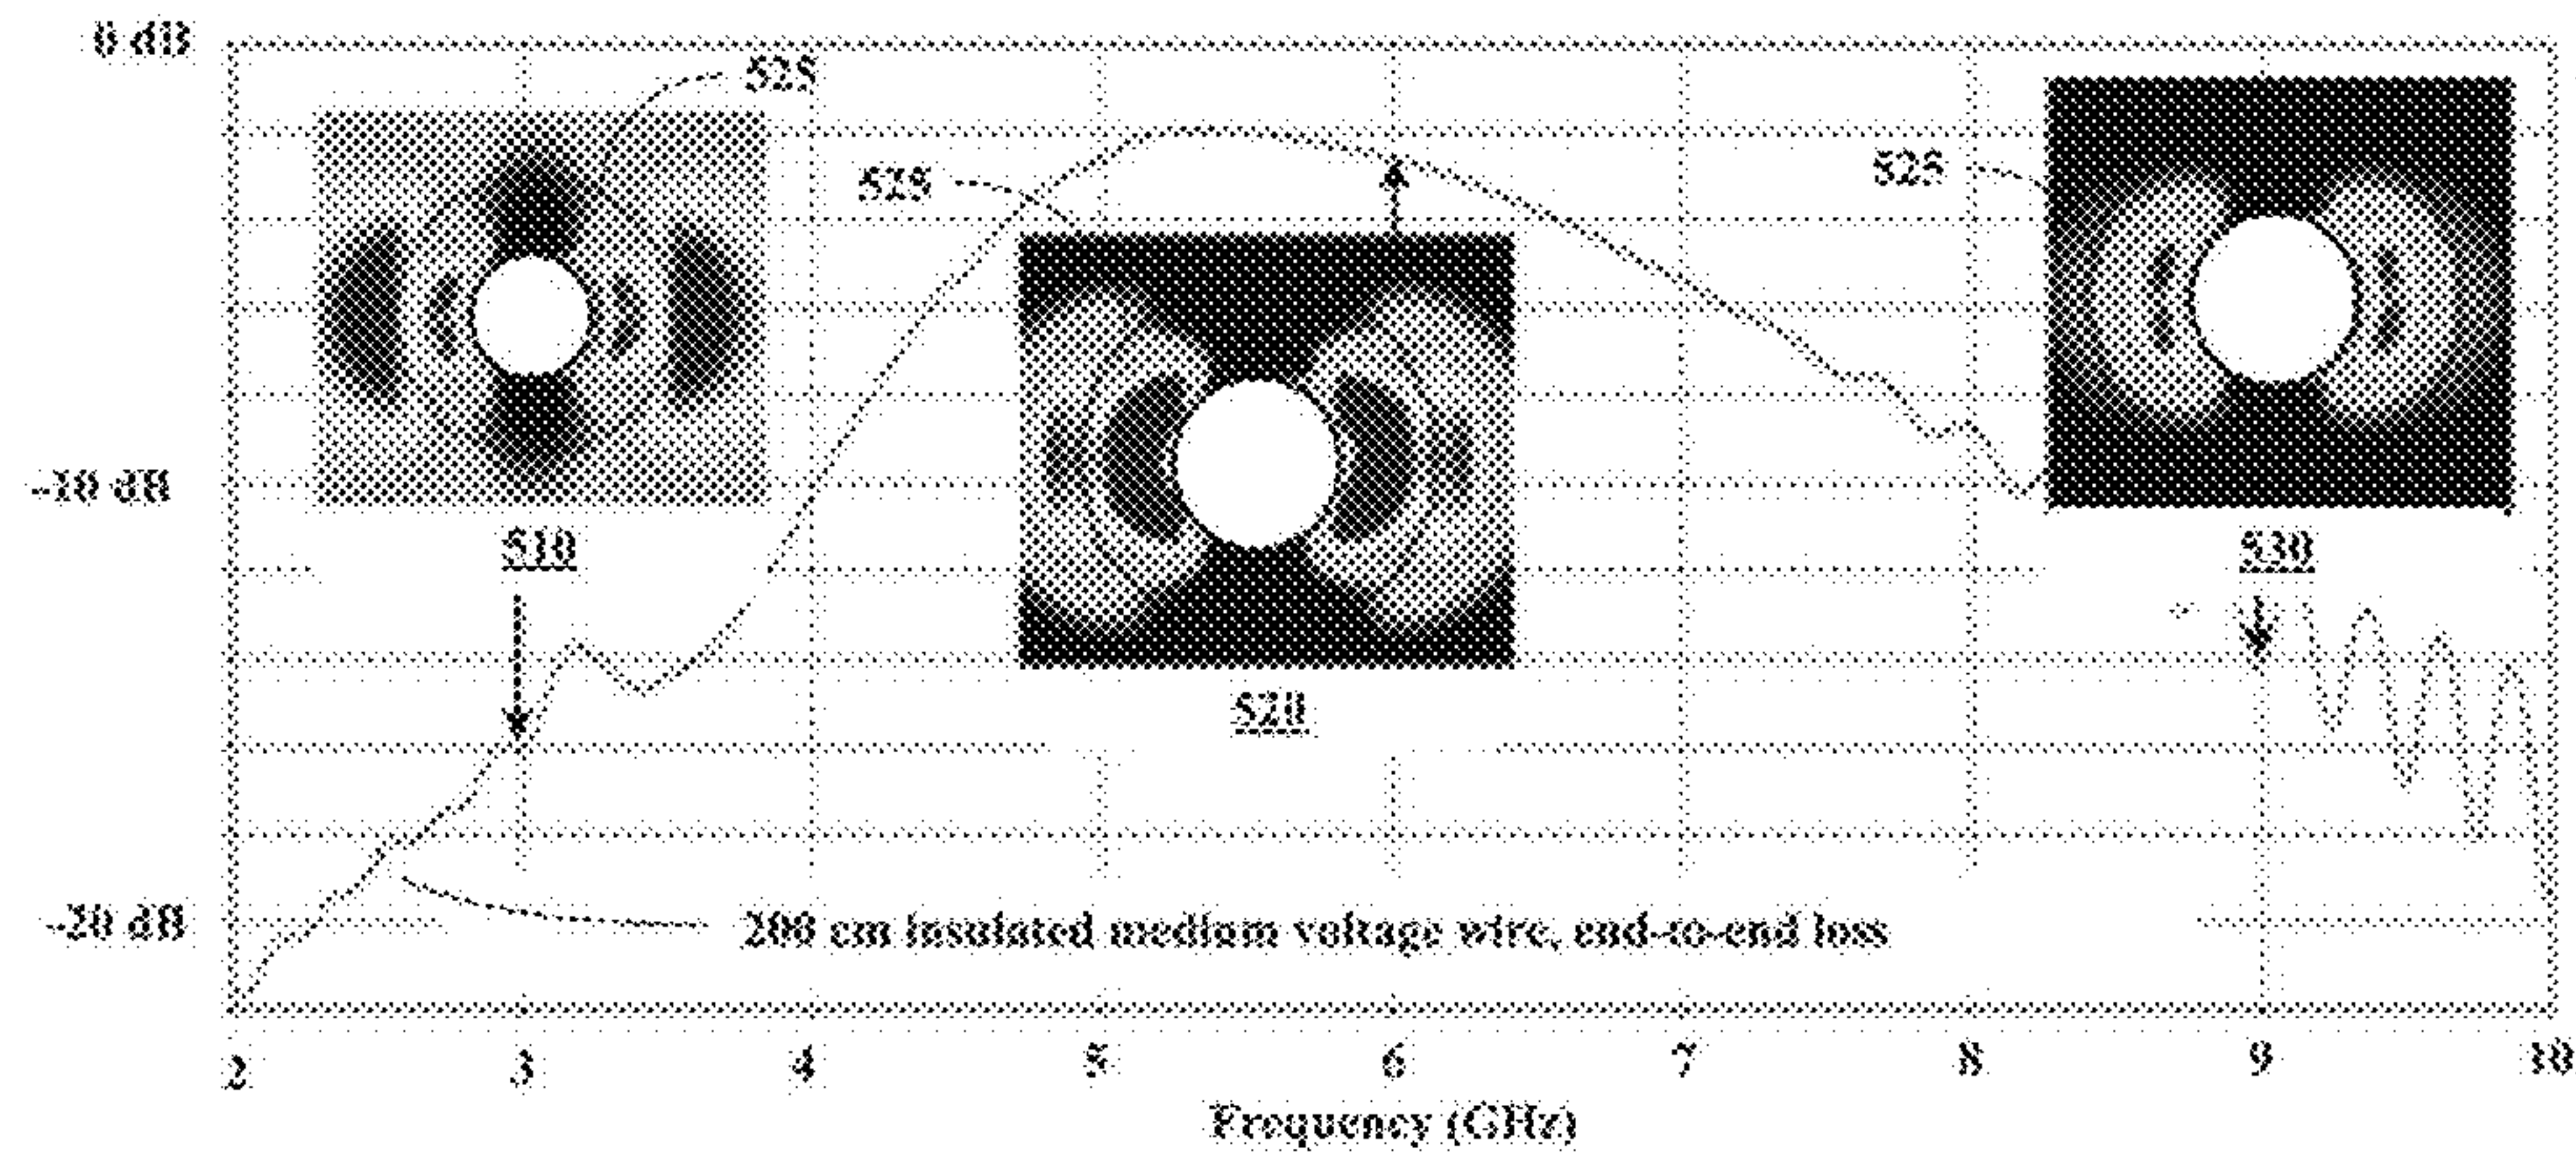 0 dB
525
525
525
-10 dB
510
530
520
-20 dB
200 cm insulated medium voltage wire, end-to-end loss
2 3 4 5 6 7 8 9 10
Frequency (GHz)